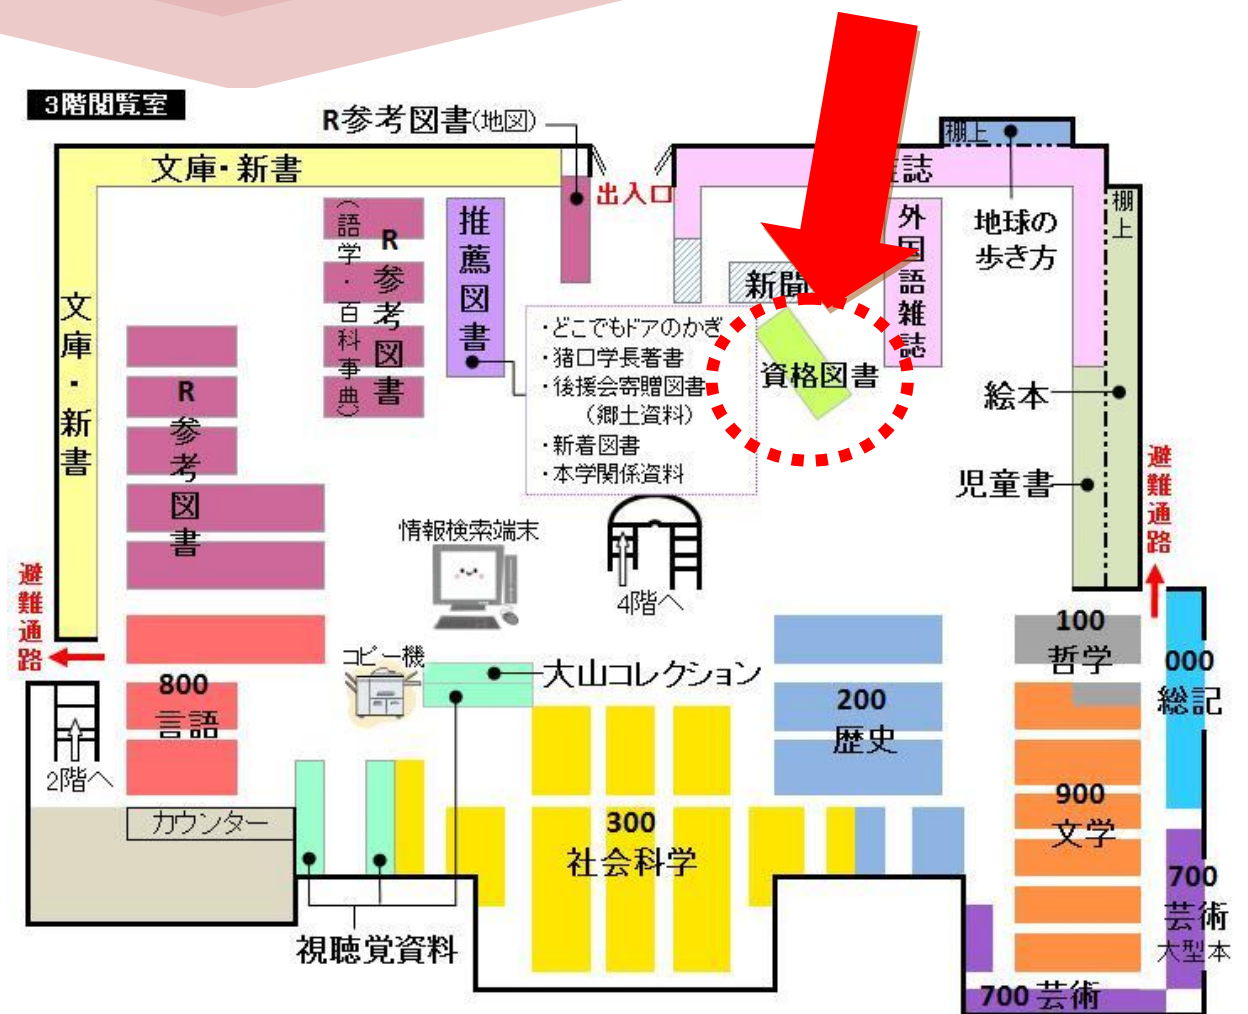 3階閲覧室
R参考図書(地図)
棚上
文庫・新書
出入口
誌
棚上
(語学・百科事典)
R参考図書
推薦図書
外国語雑誌
地球の
歩き方
新聞
文庫・新書
・どこでもドアのかぎ
・猪口学長著書
・後援会寄贈図書
(郷土資料)
・新着図書
・本学関係資料
資格図書
絵本
児童書
R参考図書
避難通路
情報検索端末
4階へ
避難通路
コピー機
大山コレクション
100
哲学
000
総記
800
言語
200
歴史
2階へ
900
文学
カウンター
300
社会科学
700
芸術
大型本
視聴覚資料
700 芸術